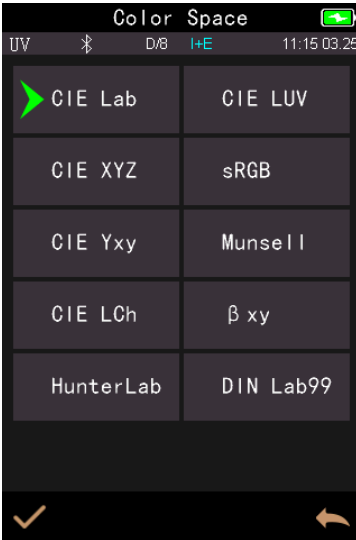 Color Space
UV D/8 I+E 11:15 03.25
CIE Lab CIE LUV
CIE XYZ sRGB
CIE Yxy Munsell
CIE LCh βxy
HunterLab DIN Lab99